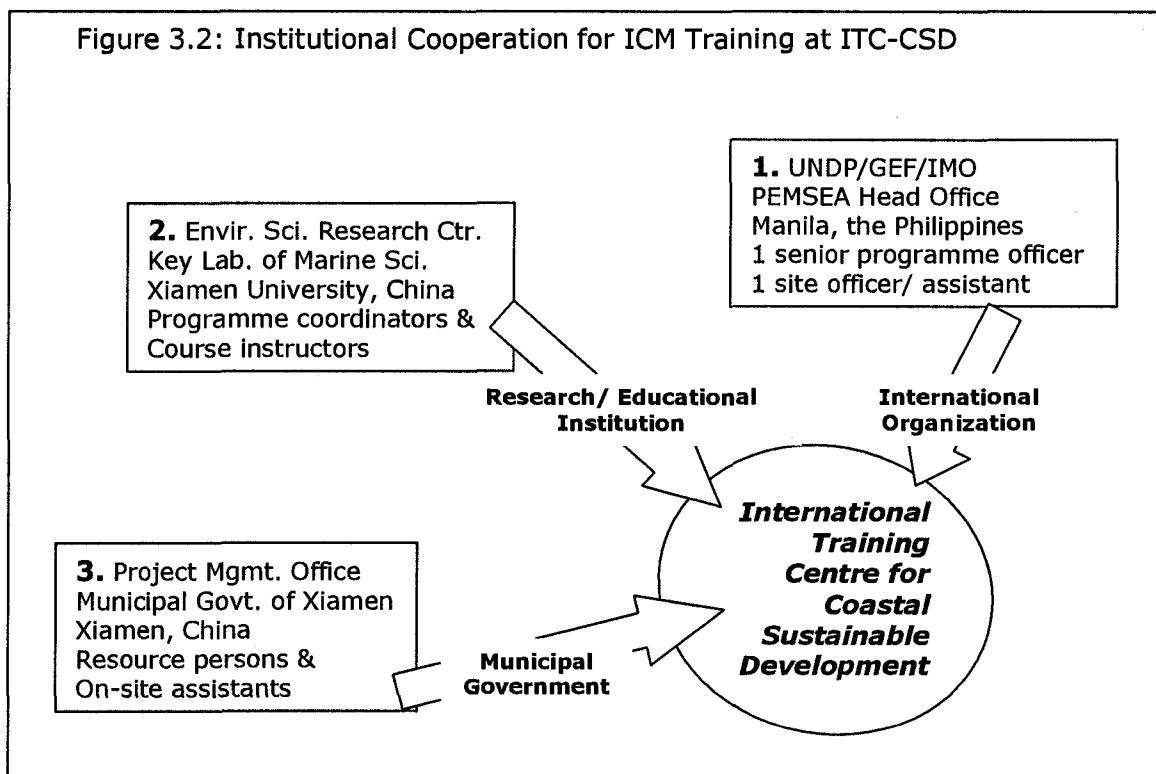 Figure 3.2: Institutional Cooperation for ICM Training at ITC-CSD
1. UNDP/GEF/IMO
PEMSEA Head Office
Manila, the Philippines
1 senior programme officer
1 site officer/ assistant
2. Envir. Sci. Research Ctr.
Key Lab. of Marine Sci.
Xiamen University, China
Programme coordinators &
Course instructors
Research/ Educational
Institution
International
Organization
International
Training
Centre for
Coastal
Sustainable
Development
3. Project Mgmt. Office
Municipal Govt. of Xiamen
Xiamen, China
Resource persons &
On-site assistants
Municipal
Government